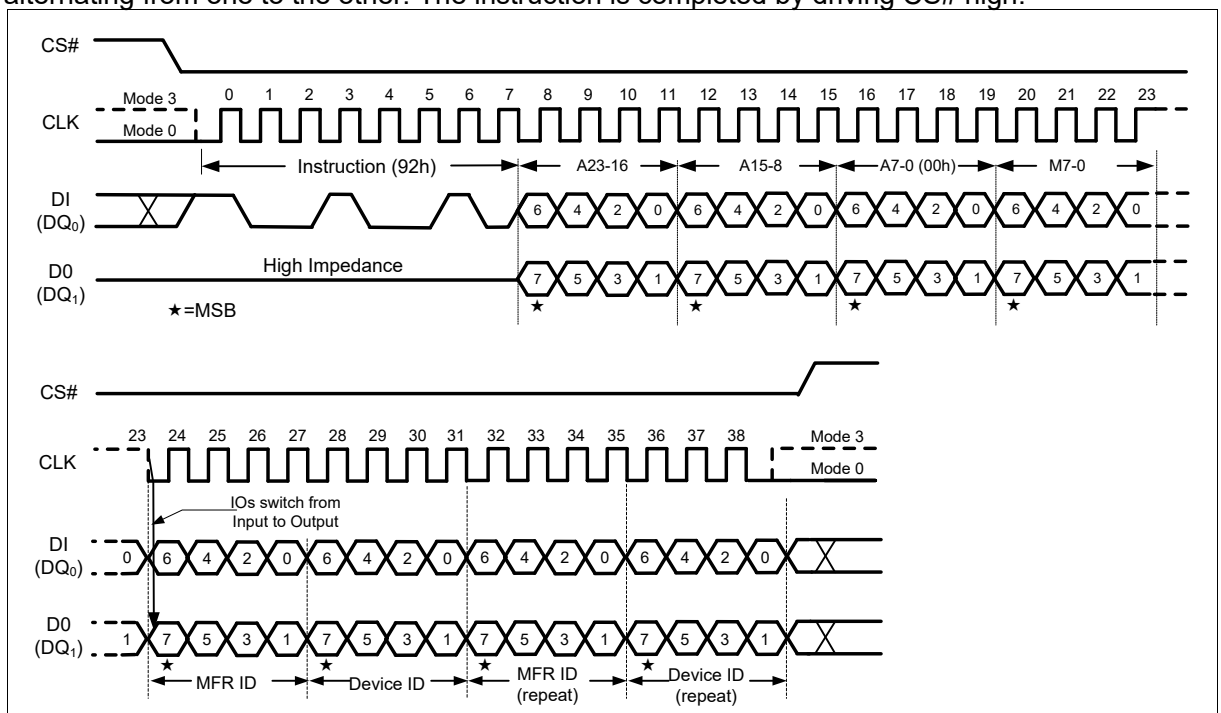 alternating from one to the other. The instruction is completed by driving CS# high.
CS#
Mode 3
0 1 2 3 4 5 6 7 8 9 10 11 12 13 14 15 16 17 18 19 20 21 22 23
CLK
Mode 0
Instruction (92h) A23-16 A15-8 A7-0 (00h) M7-0
DI
(DQ0)
6 4 2 0 6 4 2 0 6 4 2 0 6 4 2 0
High Impedance
D0
(DQ1)
7 5 3 1 7 5 3 1 7 5 3 1 7 5 3 1
★=MSB
★ ★ ★ ★
CS#
23 24 25 26 27 28 29 30 31 32 33 34 35 36 37 38
Mode 3
CLK
Mode 0
IOs switch from
Input to Output
DI
(DQ0)
0 6 4 2 0 6 4 2 0 6 4 2 0 6 4 2 0
D0
(DQ1)
1 7 5 3 1 7 5 3 1 7 5 3 1 7 5 3 1
★ ★ ★ ★
MFR ID Device ID MFR ID
(repeat)
Device ID
(repeat)